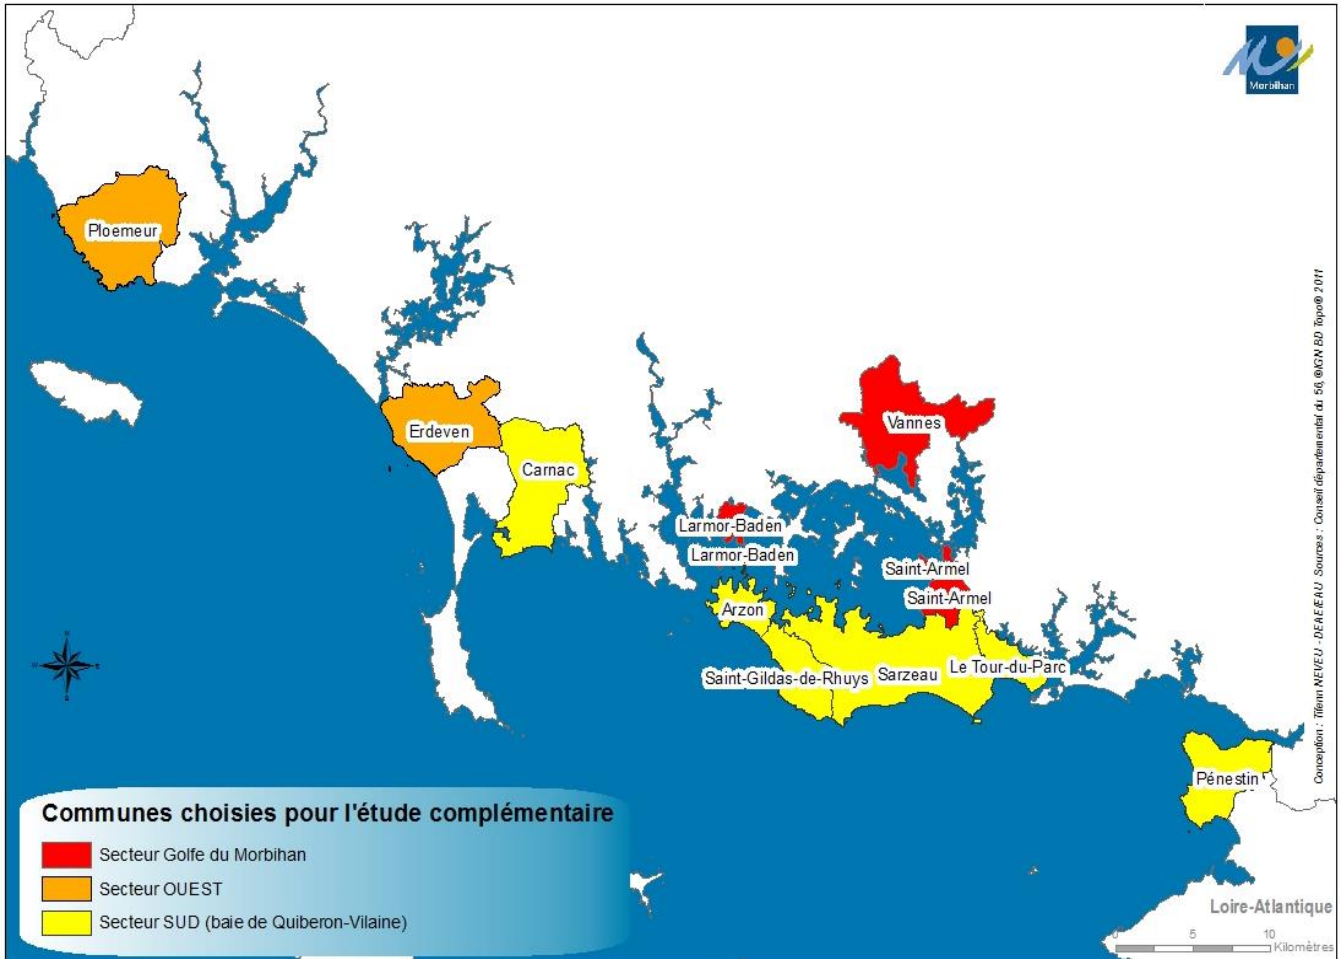 Morbihan
Ploemeur
Erdeven
Carnac
Vannes
Larmor-Baden
Larmor-Baden
Saint-Armel
Saint-Armel
Arzon
Saint-Gildas-de-Rhuys
Sarzeau
Le Tour-du-Parc
Pénestin
Conception : Tifenn NEVEU - DEAEIEAU Sources : Conseil départemental du 56, ©IGN BD Topo® 2011
Communes choisies pour l'étude complémentaire
Secteur Golfe du Morbihan
Secteur OUEST
Secteur SUD (baie de Quiberon-Vilaine)
Loire-Atlantique
0 5 10
Kilomètres